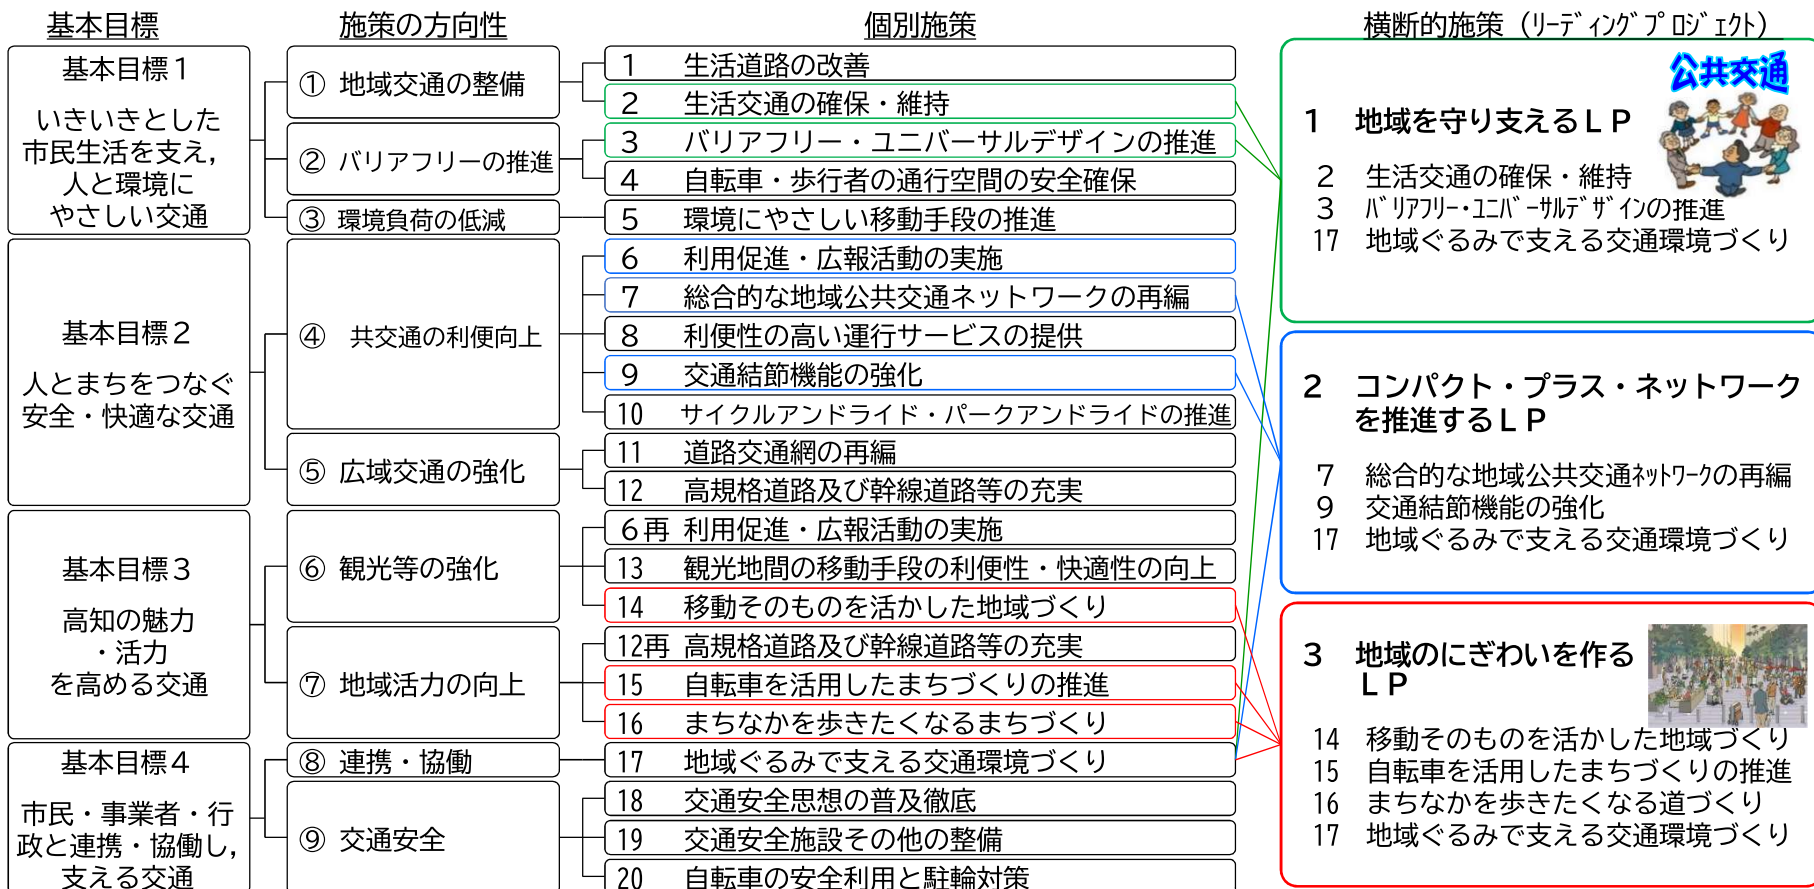 基本目標
施策の方向性
個別施策
横断的施策（ﾘｰﾃﾞｨﾝｸﾞﾌﾟﾛｼﾞｪｸﾄ）
基本目標１
いきいきとした
市民生活を支え，
人と環境に
やさしい交通
① 地域交通の整備
1 生活道路の改善
2 生活交通の確保・維持
② バリアフリーの推進
3 バリアフリー・ユニバーサルデザインの推進
4 自転車・歩行者の通行空間の安全確保
③ 環境負荷の低減
5 環境にやさしい移動手段の推進
基本目標２
人とまちをつなぐ
安全・快適な交通
④ 共交通の利便向上
6 利用促進・広報活動の実施
7 総合的な地域公共交通ネットワークの再編
8 利便性の高い運行サービスの提供
9 交通結節機能の強化
10 サイクルアンドライド・パークアンドライドの推進
⑤ 広域交通の強化
11 道路交通網の再編
12 高規格道路及び幹線道路等の充実
基本目標３
高知の魅力
・活力
を高める交通
⑥ 観光等の強化
6再 利用促進・広報活動の実施
13 観光地間の移動手段の利便性・快適性の向上
14 移動そのものを活かした地域づくり
⑦ 地域活力の向上
12再 高規格道路及び幹線道路等の充実
15 自転車を活用したまちづくりの推進
16 まちなかを歩きたくなるまちづくり
基本目標４
市民・事業者・行
政と連携・協働し，
支える交通
⑧ 連携・協働
17 地域ぐるみで支える交通環境づくり
⑨ 交通安全
18 交通安全思想の普及徹底
19 交通安全施設その他の整備
20 自転車の安全利用と駐輪対策
公共交通
1 地域を守り支えるＬＰ
2 生活交通の確保・維持
3 ﾊﾞﾘｱﾌﾘｰ・ﾕﾆﾊﾞｰｻﾙﾃﾞｻﾞｲﾝの推進
17 地域ぐるみで支える交通環境づくり
2 コンパクト・プラス・ネットワーク
を推進するＬＰ
7 総合的な地域公共交通ﾈｯﾄﾜｰｸの再編
9 交通結節機能の強化
17 地域ぐるみで支える交通環境づくり
3 地域のにぎわいを作る
ＬＰ
14 移動そのものを活かした地域づくり
15 自転車を活用したまちづくりの推進
16 まちなかを歩きたくなる道づくり
17 地域ぐるみで支える交通環境づくり